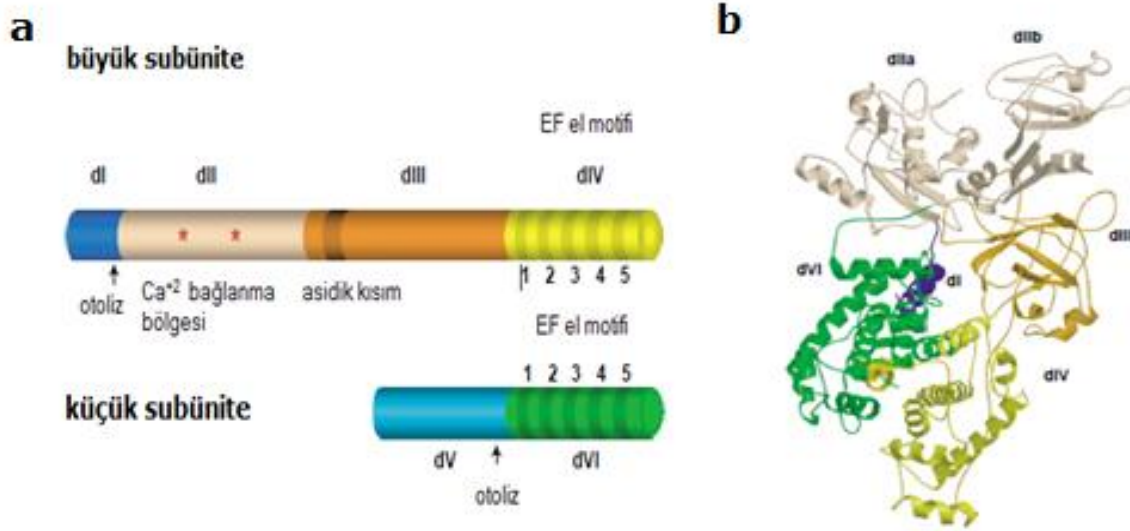 a
büyük subünite
EF el motifi
dI dII dIII dIV
* *
1 2 3 4 5
otoliz
Ca+2 bağlanma
bölgesi
asidik kısım
EF el motifi
1 2 3 4 5
küçük subünite
dV dVI
otoliz
b
dIIb
dIIa
dIII
dVI
dI
dIV